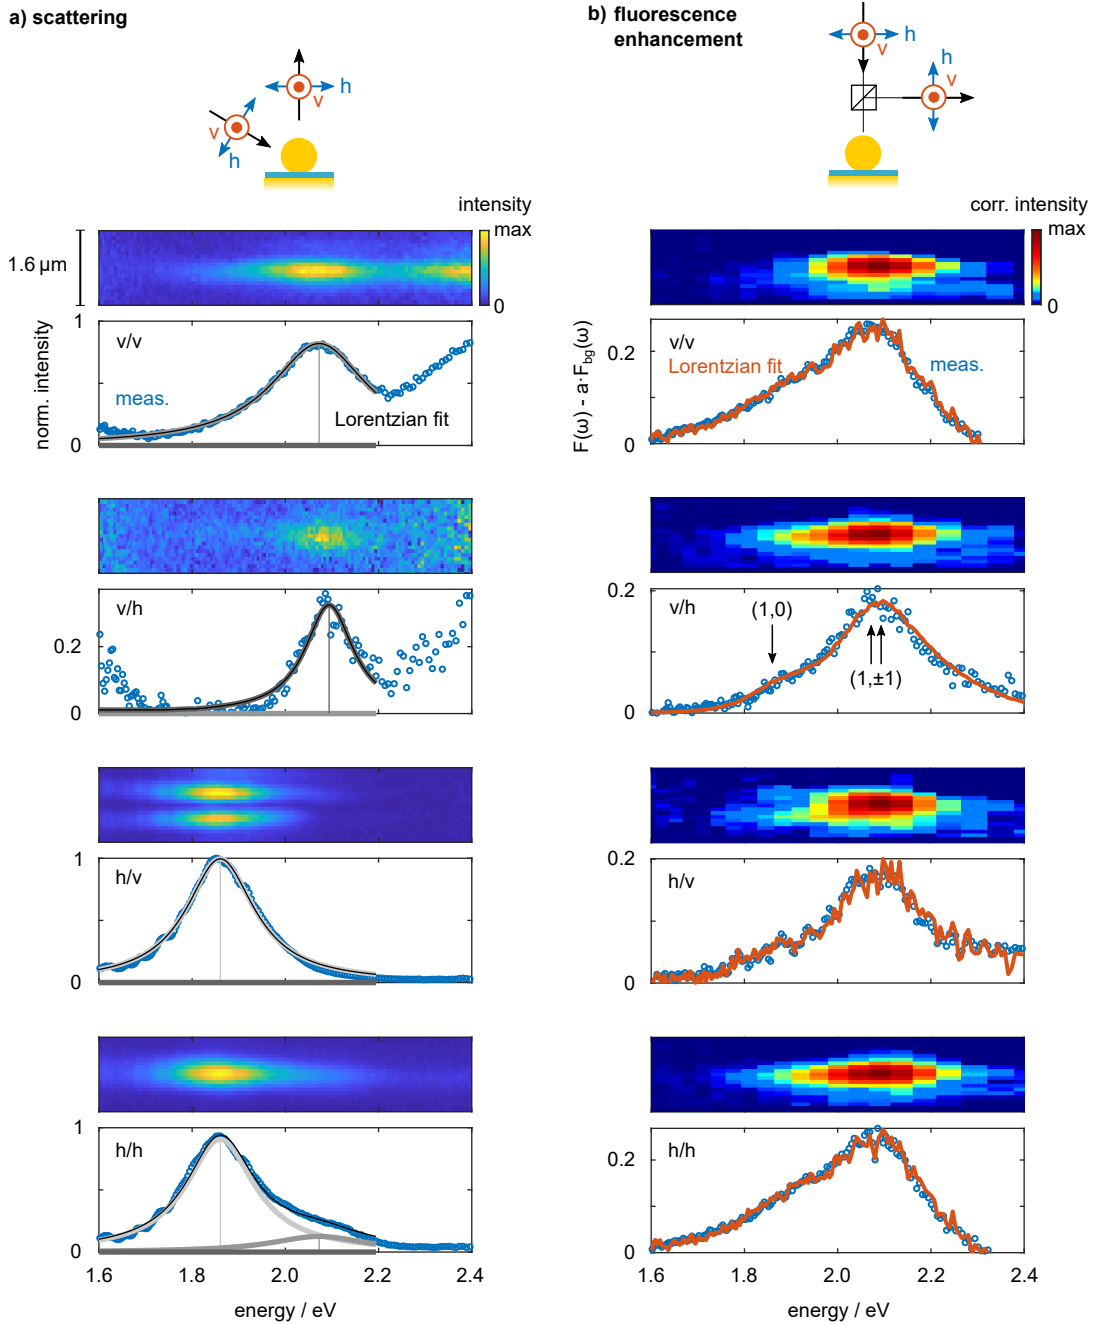 a) scattering
h
v
v
h
intensity
max
0
1.6 µm
1
0
norm. intensity
v/v
meas.
Lorentzian fit
0.2
0
v/h
1
0
h/v
1
0
h/h
1.6
1.8
2.0
2.2
2.4
energy / eV
b) fluorescence
enhancement
h
v
h
v
corr. intensity
max
0
0.2
0
F(ω) - a·F_bg(ω)
v/v
Lorentzian fit
meas.
0.2
0
v/h
(1,0)
(1,±1)
0.2
0
h/v
0.2
0
h/h
1.6
1.8
2.0
2.2
2.4
energy / eV